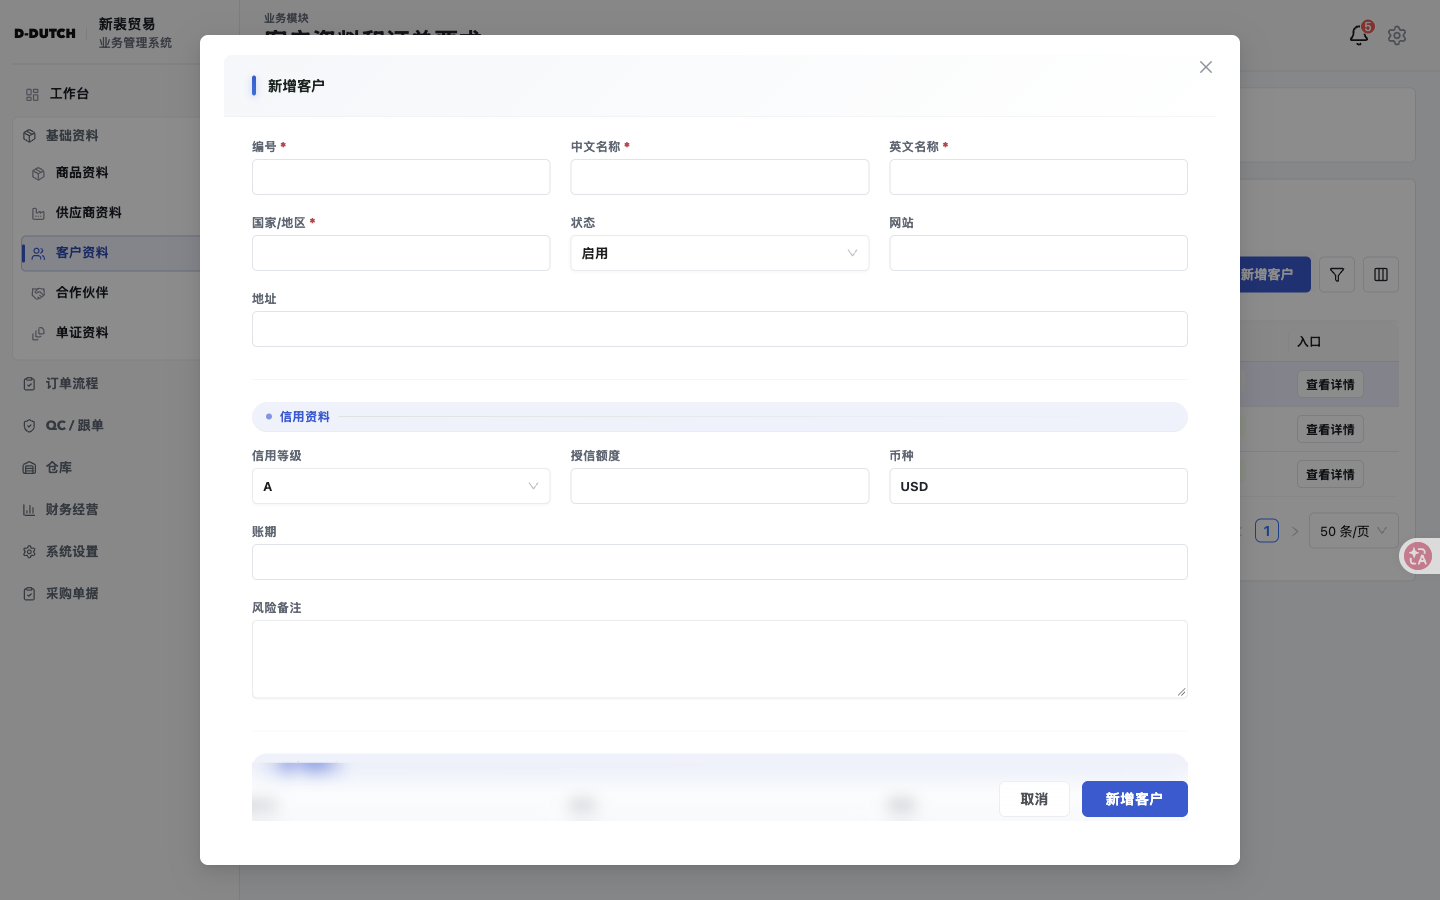 D-DUTCH
新裴贸易
业务管理系统
业务模块
5
工作台
基础资料
商品资料
供应商资料
客户资料
合作伙伴
单证资料
订单流程
QC / 跟单
仓库
财务经营
系统设置
采购单据
新增客户
编号 *
中文名称 *
英文名称 *
国家/地区 *
状态
网站
启用
地址
信用资料
信用等级
授信额度
币种
A
USD
账期
风险备注
取消
新增客户
新增客户
入口
查看详情
查看详情
查看详情
1
50 条/页